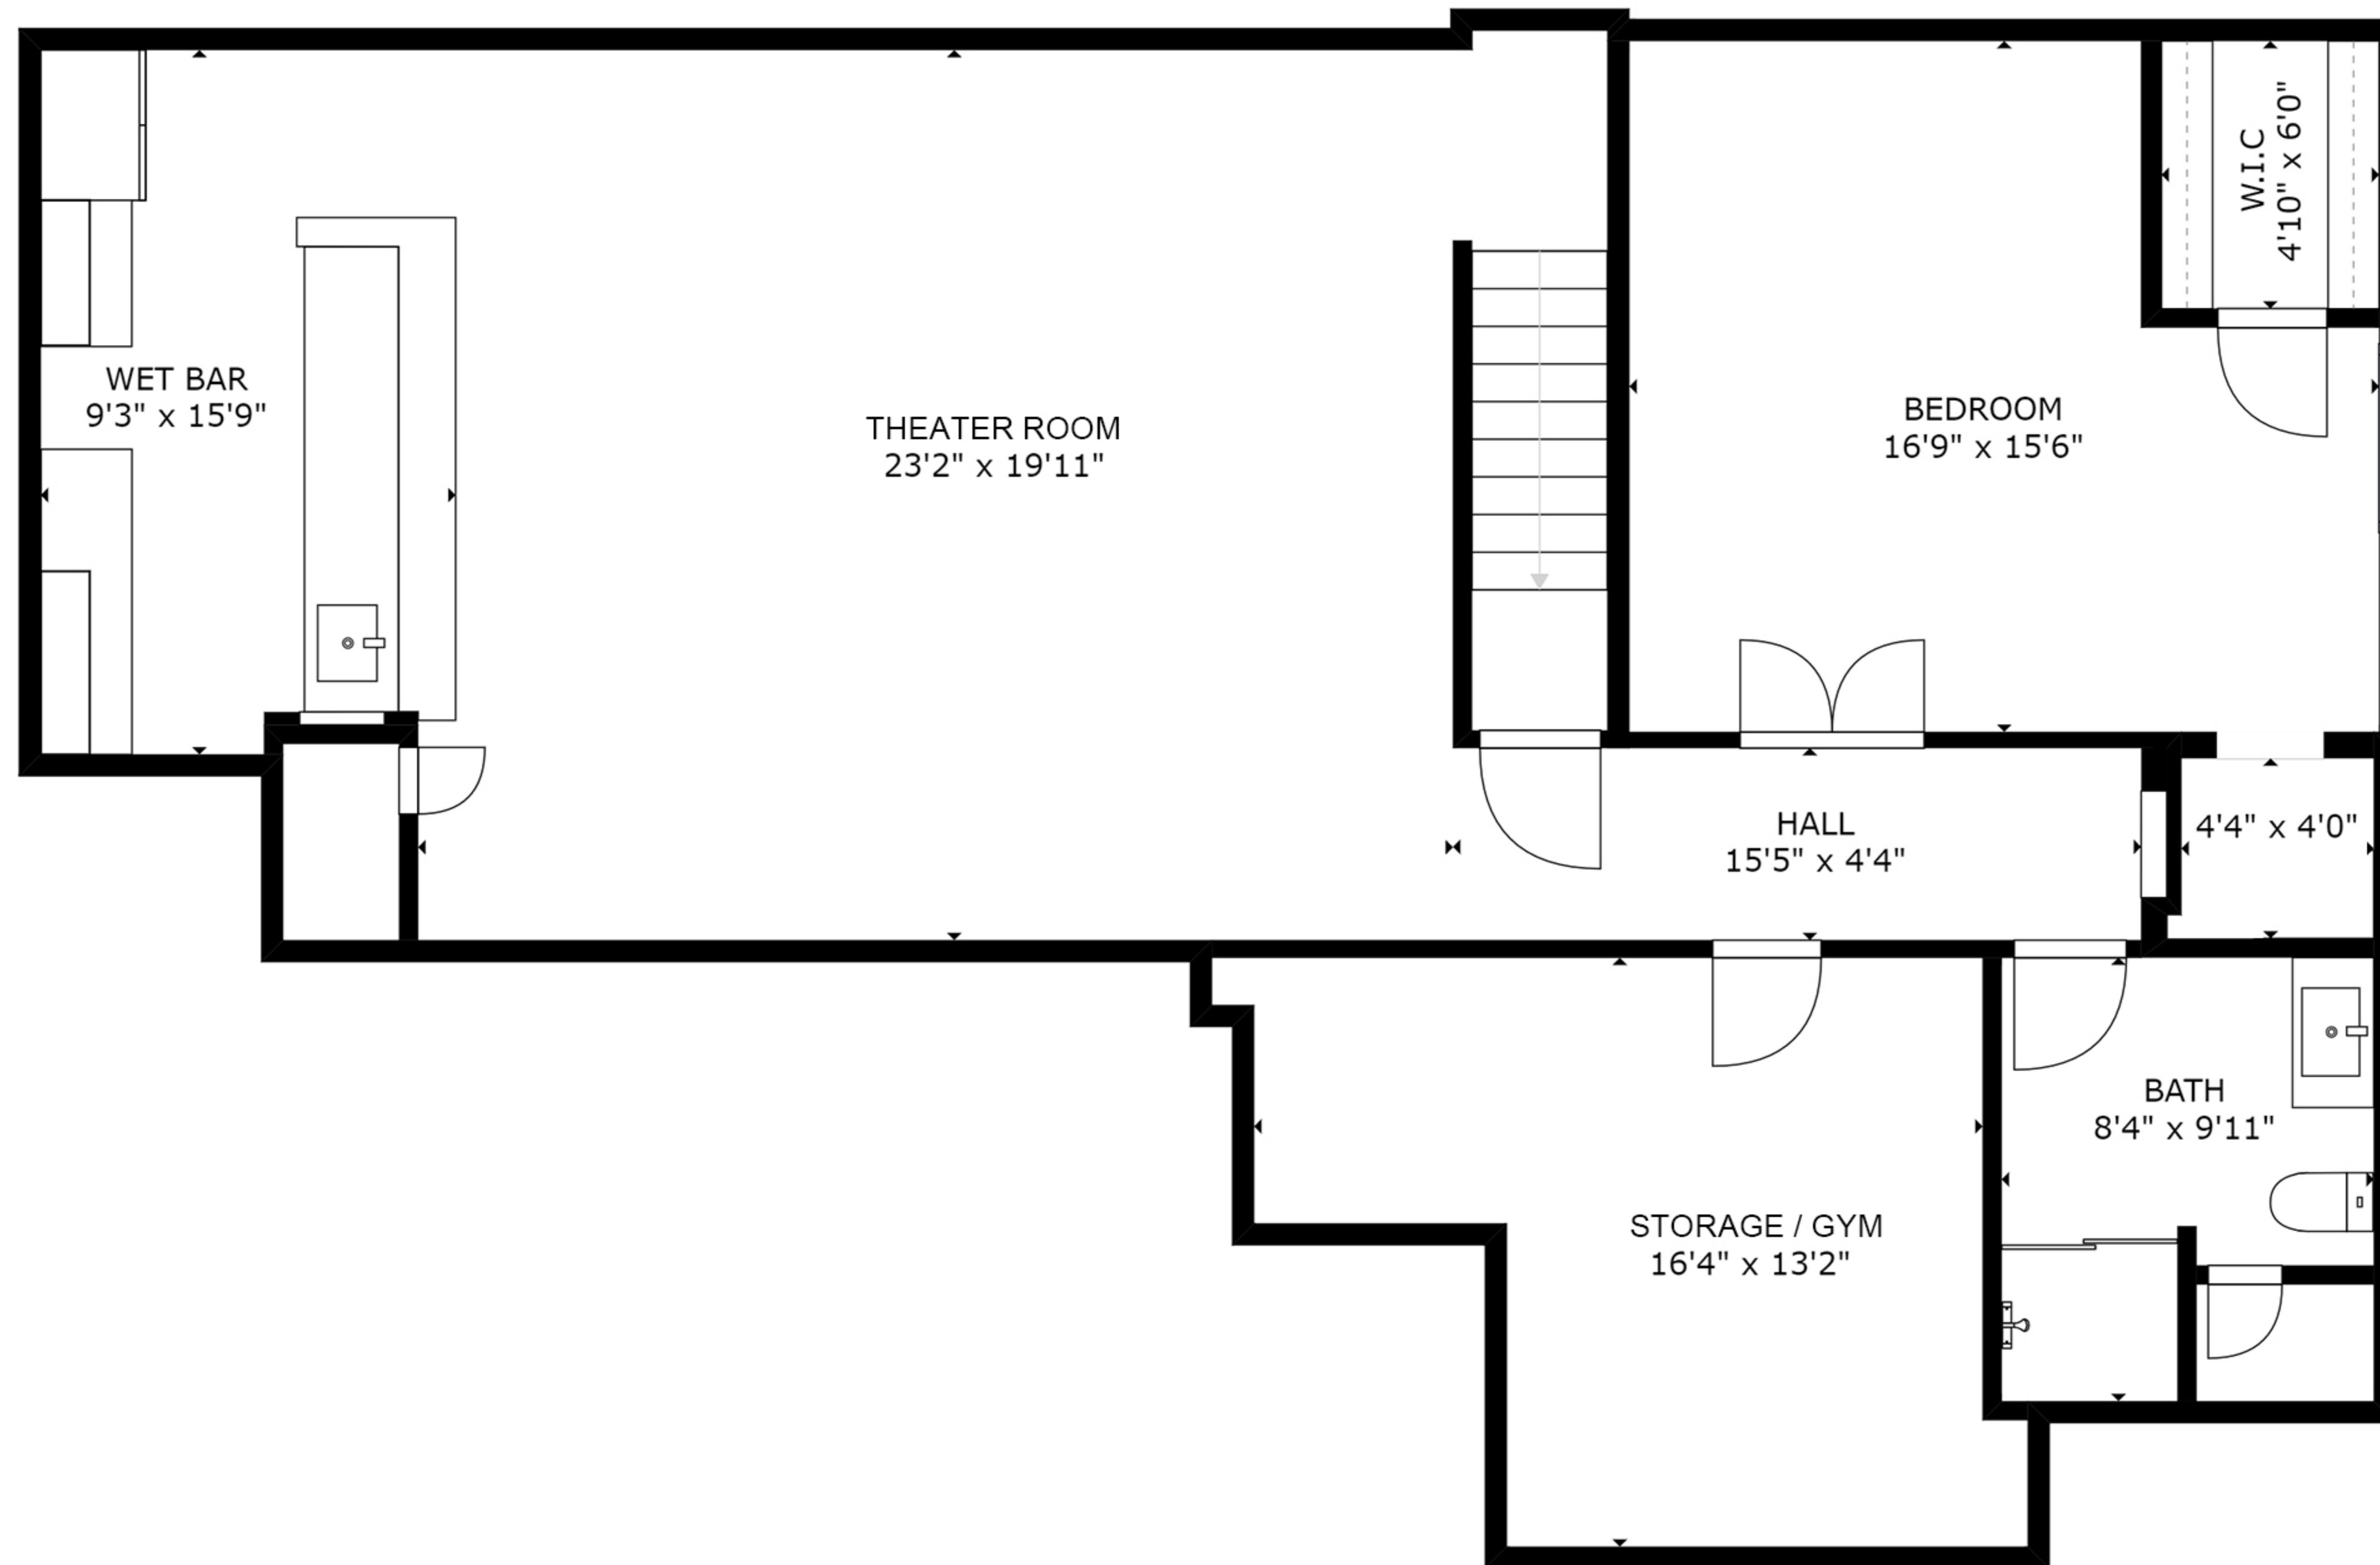 W.I.C
4'10" x 6'0"
WET BAR
9'3" x 15'9"
THEATER ROOM
23'2" x 19'11"
BEDROOM
16'9" x 15'6"
HALL
15'5" x 4'4"
4'4" x 4'0"
BATH
8'4" x 9'11"
STORAGE / GYM
16'4" x 13'2"